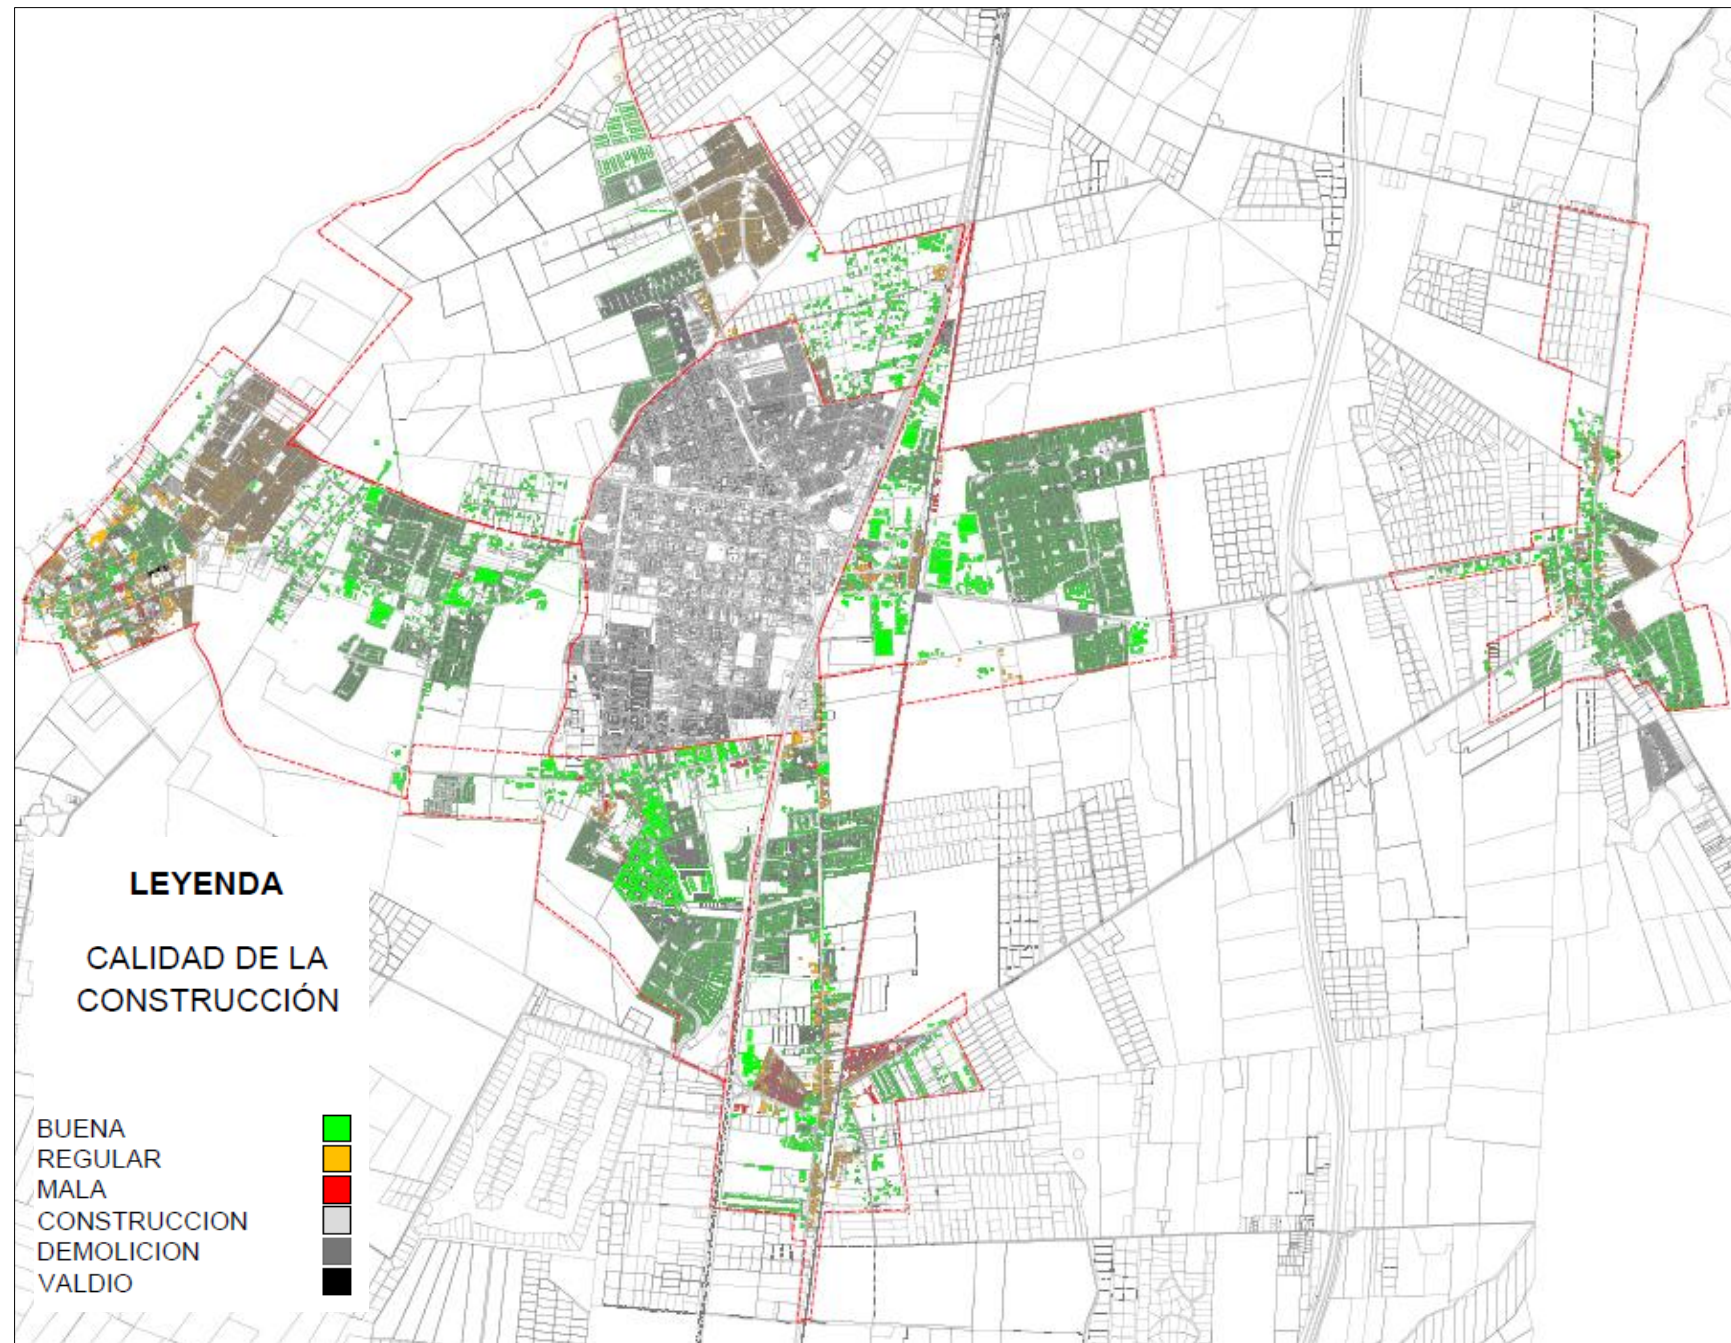 LEYENDA
CALIDAD DE LA
CONSTRUCCIÓN
BUENA
REGULAR
MALA
CONSTRUCCION
DEMOLICION
VALDIO